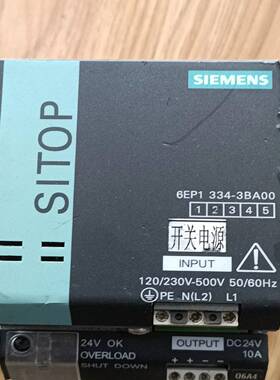 SIEMENS
SITOP
6EP1 334-3BA00
1 2 3 4 5
开关电源
INPUT
120/230V-500V 50/60Hz
PE N(L2) L1
24V OK
OVERLOAD
SHUT DOWN
OUTPUT
DC24V
10A
+ + - -
06A4